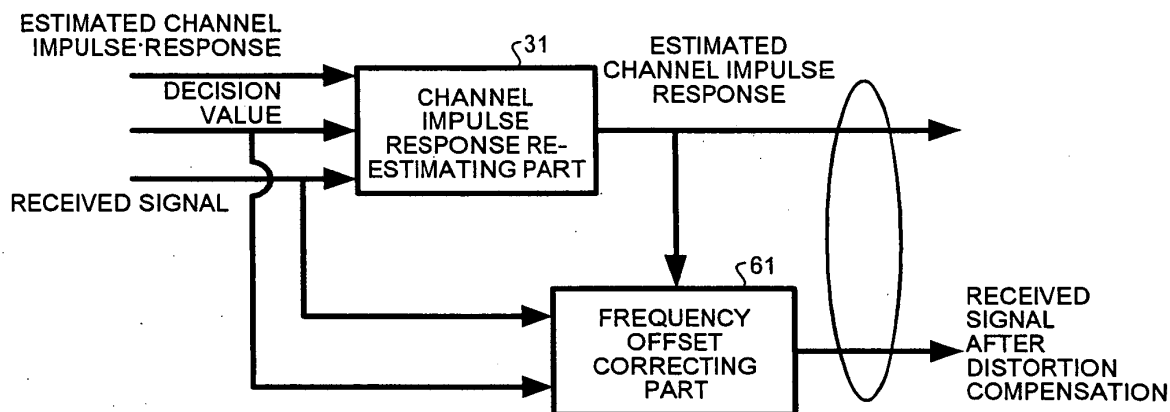 ESTIMATED CHANNEL
IMPULSE·RESPONSE
DECISION
VALUE
RECEIVED SIGNAL
31
CHANNEL
IMPULSE
RESPONSE RE-
ESTIMATING PART
ESTIMATED
CHANNEL IMPULSE
RESPONSE
61
FREQUENCY
OFFSET
CORRECTING
PART
RECEIVED
SIGNAL
AFTER
DISTORTION
COMPENSATION